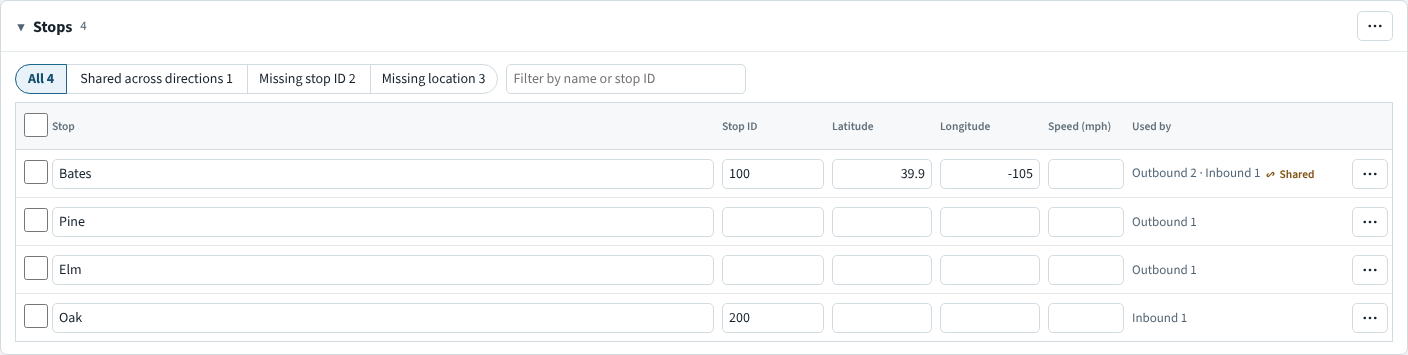 ▼ Stops 4 ...
All 4 Shared across directions 1 Missing stop ID 2 Missing location 3 Filter by name or stop ID
Stop Stop ID Latitude Longitude Speed (mph) Used by
Bates 100 39.9 -105 Outbound 2 · Inbound 1 Shared ...
Pine Outbound 1 ...
Elm Outbound 1 ...
Oak 200 Inbound 1 ...